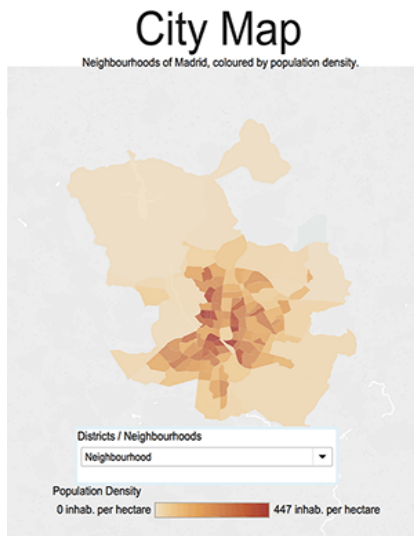 City Map
Neighbourhoods of Madrid, coloured by population density.
Districts / Neighbourhoods
Neighbourhood
Population Density
0 inhab. per hectare 447 inhab. per hectare